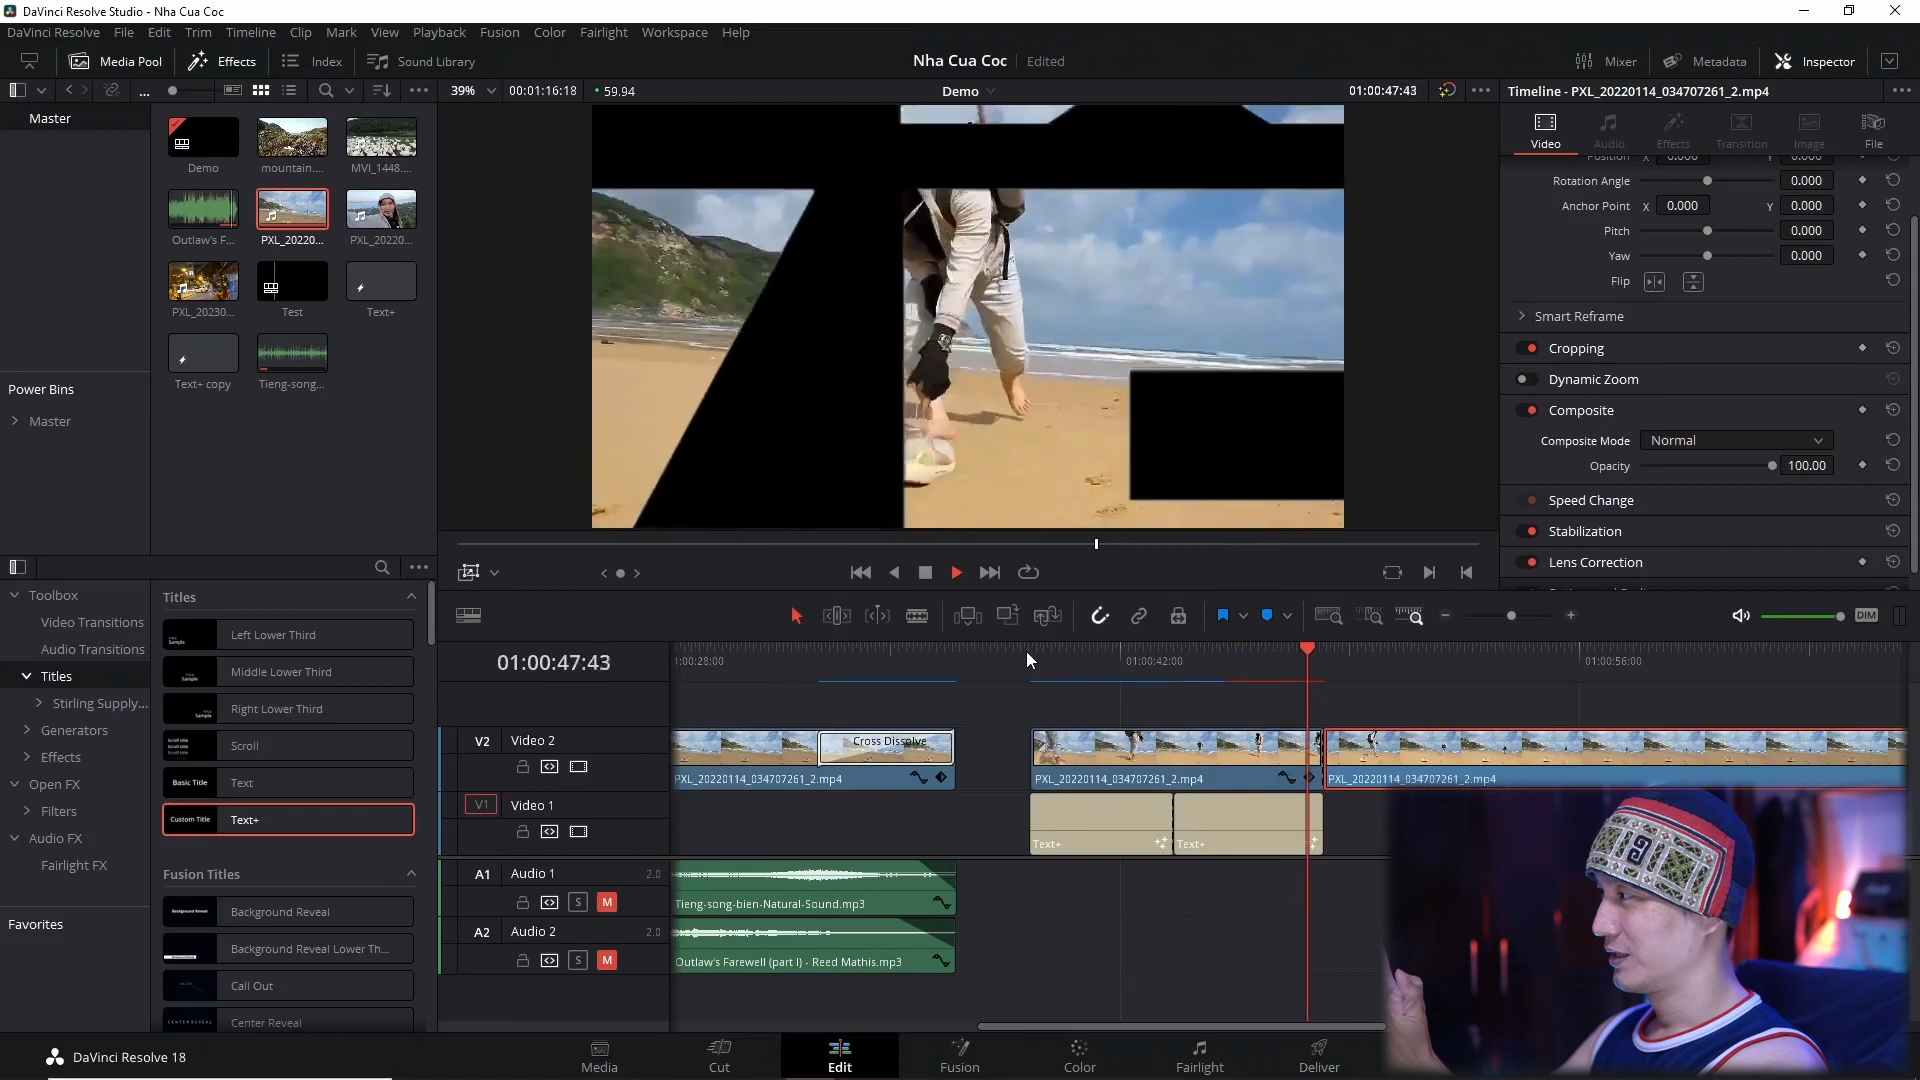 DaVinci Resolve Studio - Nha Cua Coc
DaVinci Resolve File Edit Trim Timeline Clip Mark View Playback Fusion Color Fairlight Workspace Help
Media Pool Effects Index Sound Library Nha Cua Coc Edited Mixer Metadata Inspector
39% 00:01:16:18 59.94 Demo 01:00:47:43 Timeline - PXL_20220114_034707261_2.mp4
Master
Demo mountain.... MVI_1448....
Outlaw's F... PXL_20220... PXL_20220...
PXL_20230... Test Text+
Text+ copy Tieng-song...
Power Bins
Master
Video Audio Effects Transition Image File
Position X 0.000 Y 0.000
Rotation Angle 0.000
Anchor Point X 0.000 Y 0.000
Pitch 0.000
Yaw 0.000
Flip
Smart Reframe
Cropping
Dynamic Zoom
Composite
Composite Mode Normal
Opacity 100.00
Speed Change
Stabilization
Lens Correction
Toolbox
Video Transitions
Audio Transitions
Titles
Stirling Supply...
Generators
Effects
Open FX
Filters
Audio FX
Fairlight FX
Favorites
Titles
Left Lower Third
Middle Lower Third
Right Lower Third
Scroll
Basic Title Text
Custom Title Text+
Fusion Titles
Background Reveal Background Reveal
Background Reveal Lower Th...
Call Out
CENTER REVEAL Center Reveal
DIM
01:00:47:43 1:00:28:00 01:00:42:00 01:00:56:00
V2 Video 2 Cross Dissolve
PXL_20220114_034707261_2.mp4 PXL_20220114_034707261_2.mp4 PXL_20220114_034707261_2.mp4
V1 Video 1
Text+ Text+
A1 Audio 1 2.0
S M Tieng-song-bien-Natural-Sound.mp3
A2 Audio 2 2.0
S M Outlaw's Farewell (part I) - Reed Mathis.mp3
DaVinci Resolve 18 Media Cut Edit Fusion Color Fairlight Deliver